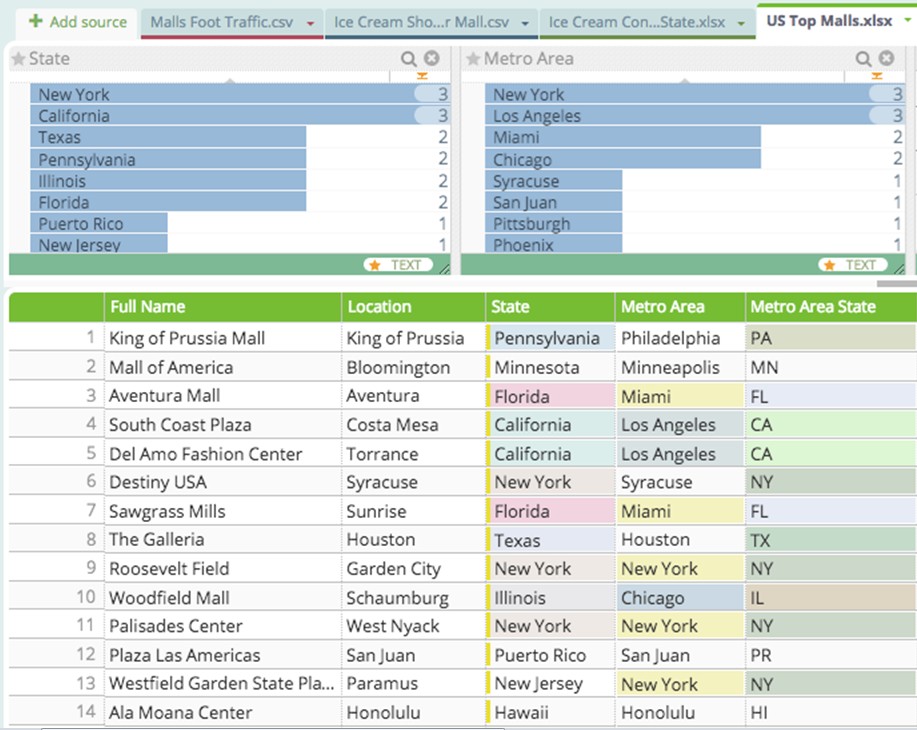 + Add source Malls Foot Traffic.csv Ice Cream Sho...r Mall.csv Ice Cream Con...State.xlsx US Top Malls.xlsx
State Metro Area
New York 3 New York 3
California 3 Los Angeles 3
Texas 2 Miami 2
Pennsylvania 2 Chicago 2
Illinois 2 Syracuse 1
Florida 2 San Juan 1
Puerto Rico 1 Pittsburgh 1
New Jersey 1 Phoenix 1
TEXT TEXT
Full Name Location State Metro Area Metro Area State
1 King of Prussia Mall King of Prussia Pennsylvania Philadelphia PA
2 Mall of America Bloomington Minnesota Minneapolis MN
3 Aventura Mall Aventura Florida Miami FL
4 South Coast Plaza Costa Mesa California Los Angeles CA
5 Del Amo Fashion Center Torrance California Los Angeles CA
6 Destiny USA Syracuse New York Syracuse NY
7 Sawgrass Mills Sunrise Florida Miami FL
8 The Galleria Houston Texas Houston TX
9 Roosevelt Field Garden City New York New York NY
10 Woodfield Mall Schaumburg Illinois Chicago IL
11 Palisades Center West Nyack New York New York NY
12 Plaza Las Americas San Juan Puerto Rico San Juan PR
13 Westfield Garden State Pla... Paramus New Jersey New York NY
14 Ala Moana Center Honolulu Hawaii Honolulu HI